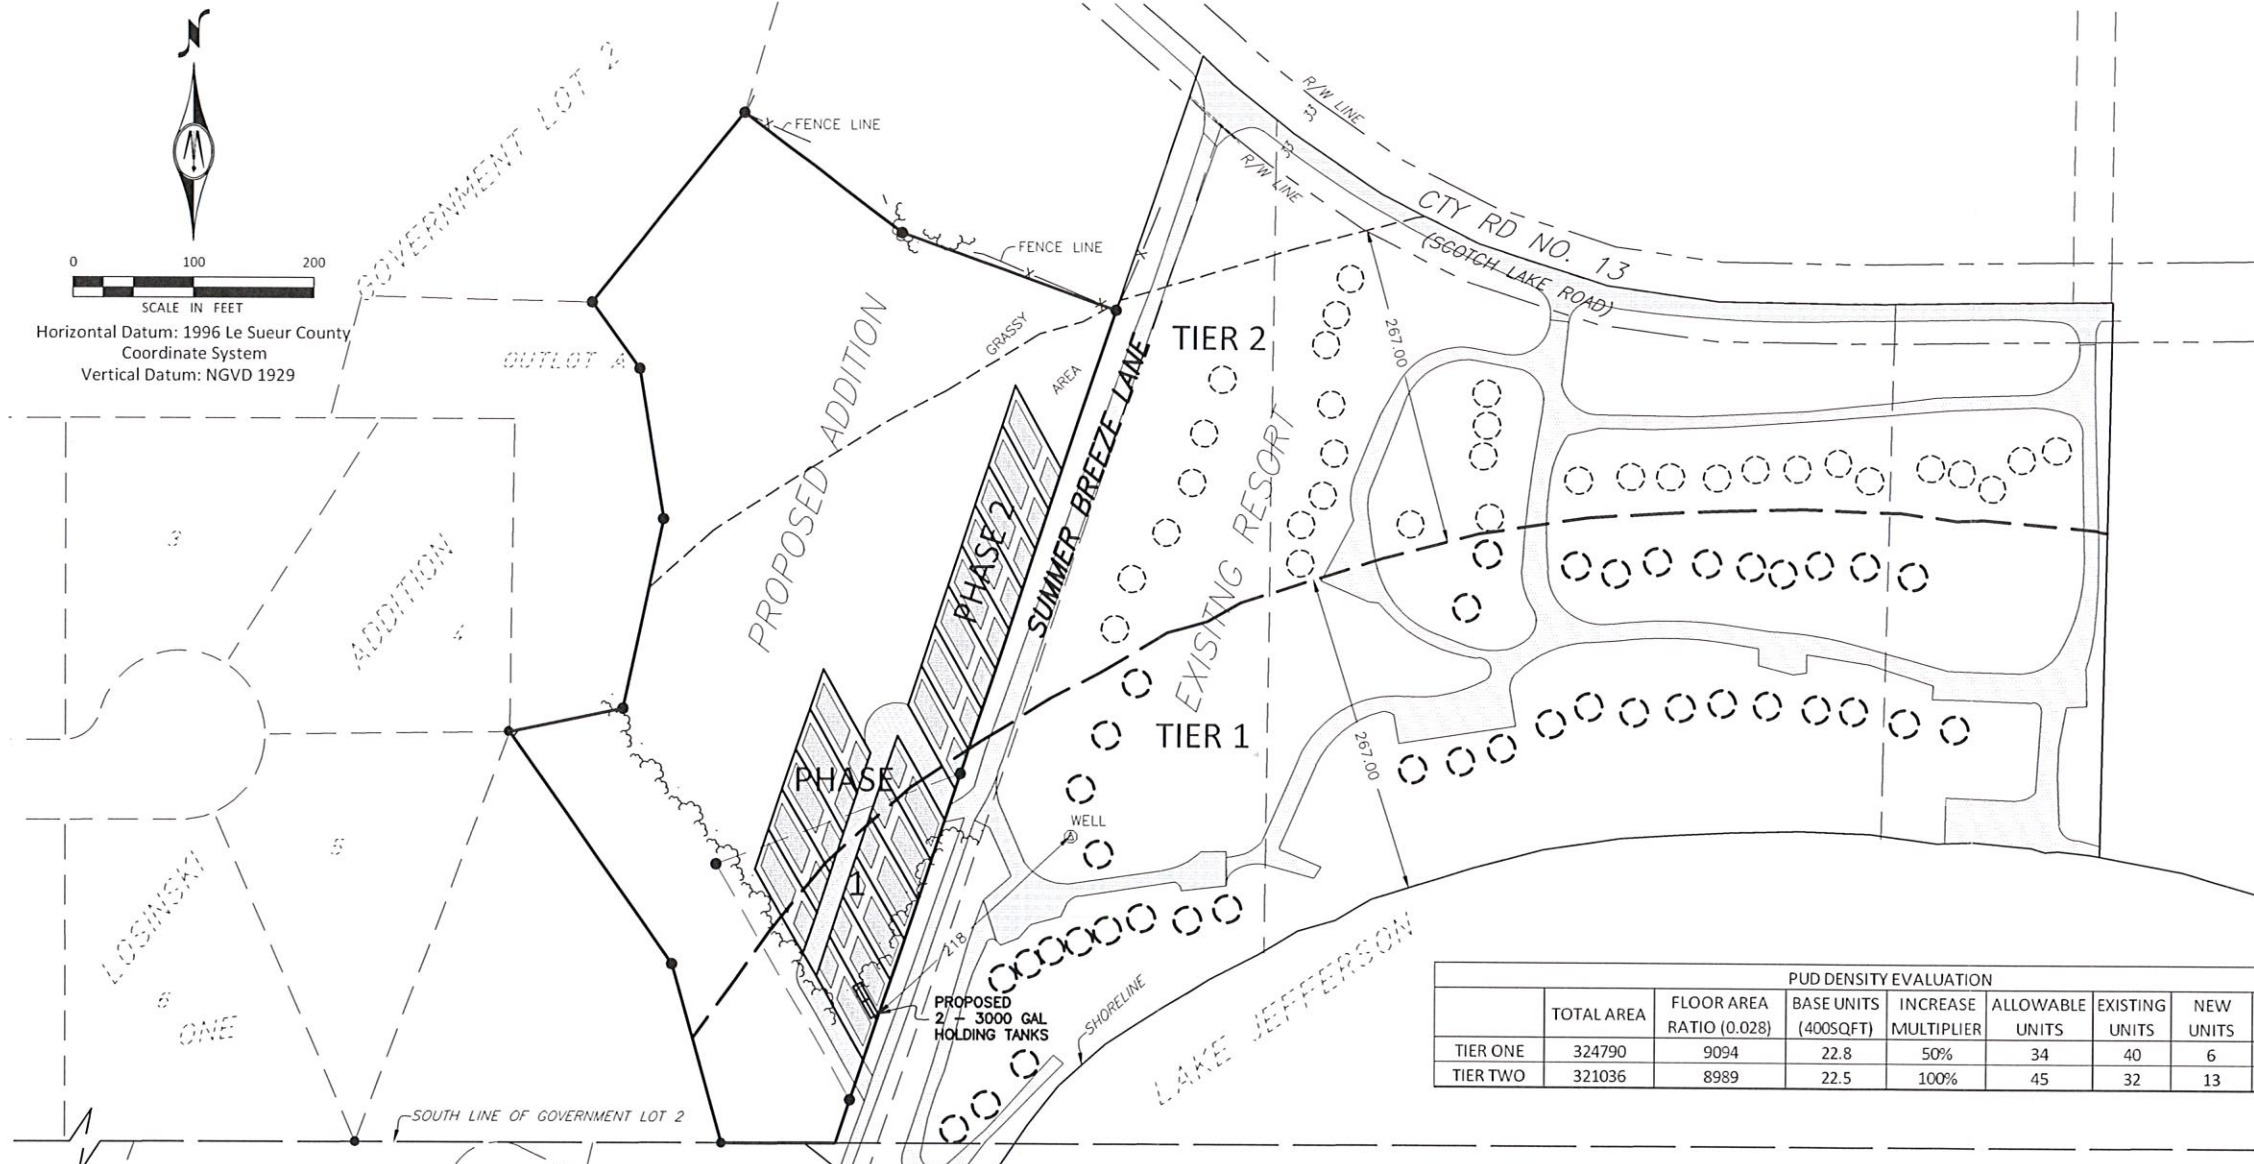 N
0 100 200
SCALE IN FEET
Horizontal Datum: 1996 Le Sueur County
Coordinate System
Vertical Datum: NGVD 1929
GOVERNMENT LOT 2
FENCE LINE
FENCE LINE
R/W LINE
33
33
R/W LINE
CTY RD NO. 13
(SCOTCH LAKE ROAD)
OUTLOT A
PROPOSED ADDITION
GRASSY
AREA
TIER 2
267.00
SUMMER BREEZE LANE
EXISTING RESORT
PHASE 2
3
ADDITION
4
TIER 1
267.00
PHASE
1
WELL
5
LOSINSKI
6
ONE
218
PROPOSED
2 - 3000 GAL
HOLDING TANKS
SHORELINE
LAKE JEFFERSON
SOUTH LINE OF GOVERNMENT LOT 2
PUD DENSITY EVALUATION
TOTAL AREA FLOOR AREA RATIO (0.028) BASE UNITS (400SQFT) INCREASE MULTIPLIER ALLOWABLE UNITS EXISTING UNITS NEW UNITS
TIER ONE 324790 9094 22.8 50% 34 40 6
TIER TWO 321036 8989 22.5 100% 45 32 13